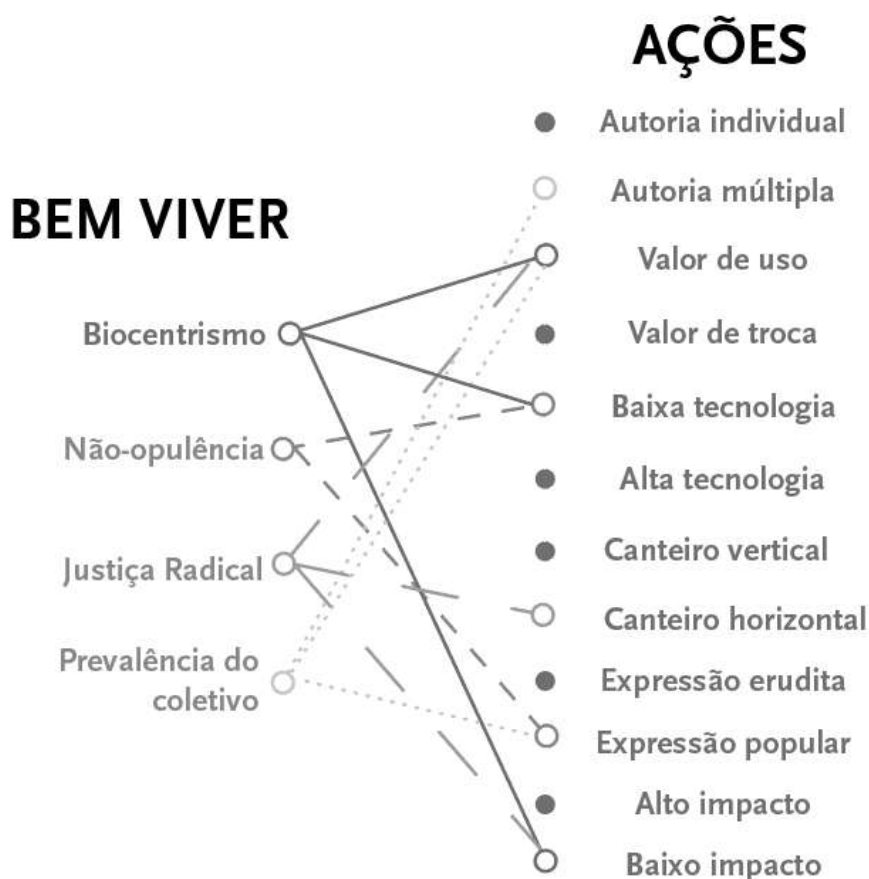 AÇÕES
Autoria individual
Autoria múltipla
BEM VIVER
Valor de uso
Biocentrismo
Valor de troca
Baixa tecnologia
Não-opulência
Alta tecnologia
Canteiro vertical
Justiça Radical
Canteiro horizontal
Prevalência do
coletivo
Expressão erudita
Expressão popular
Alto impacto
Baixo impacto